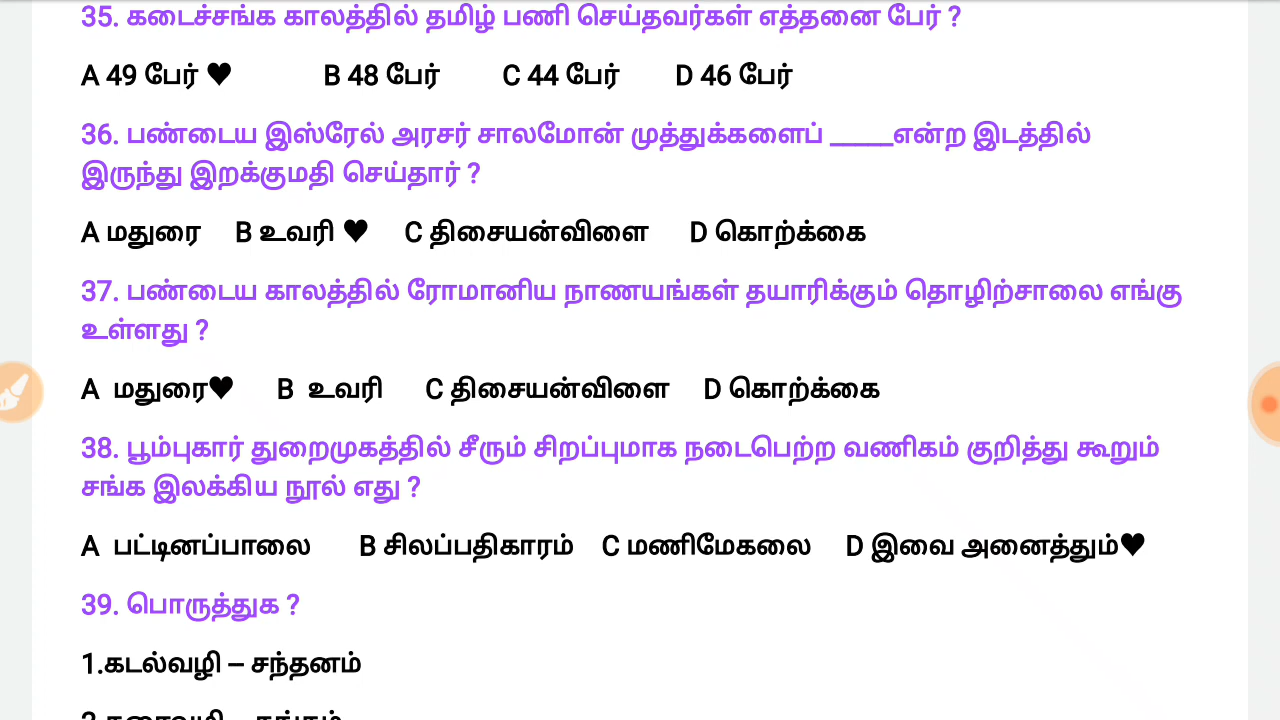 35. கடைச்சங்க காலத்தில் தமிழ் பணி செய்தவர்கள் எத்தனை பேர் ?
A 49 பேர் ♥ B 48 பேர் C 44 பேர் D 46 பேர்
36. பண்டைய இஸ்ரேல் அரசர் சாலமோன் முத்துக்களைப் _____என்ற இடத்தில்
இருந்து இறக்குமதி செய்தார் ?
A மதுரை B உவரி ♥ C திசையன்விளை D கொற்க்கை
37. பண்டைய காலத்தில் ரோமானிய நாணயங்கள் தயாரிக்கும் தொழிற்சாலை எங்கு
உள்ளது ?
A மதுரை♥ B உவரி C திசையன்விளை D கொற்க்கை
38. பூம்புகார் துறைமுகத்தில் சீரும் சிறப்புமாக நடைபெற்ற வணிகம் குறித்து கூறும்
சங்க இலக்கிய நூல் எது ?
A பட்டினப்பாலை B சிலப்பதிகாரம் C மணிமேகலை D இவை அனைத்தும்♥
39. பொருத்துக ?
1.கடல்வழி – சந்தனம்